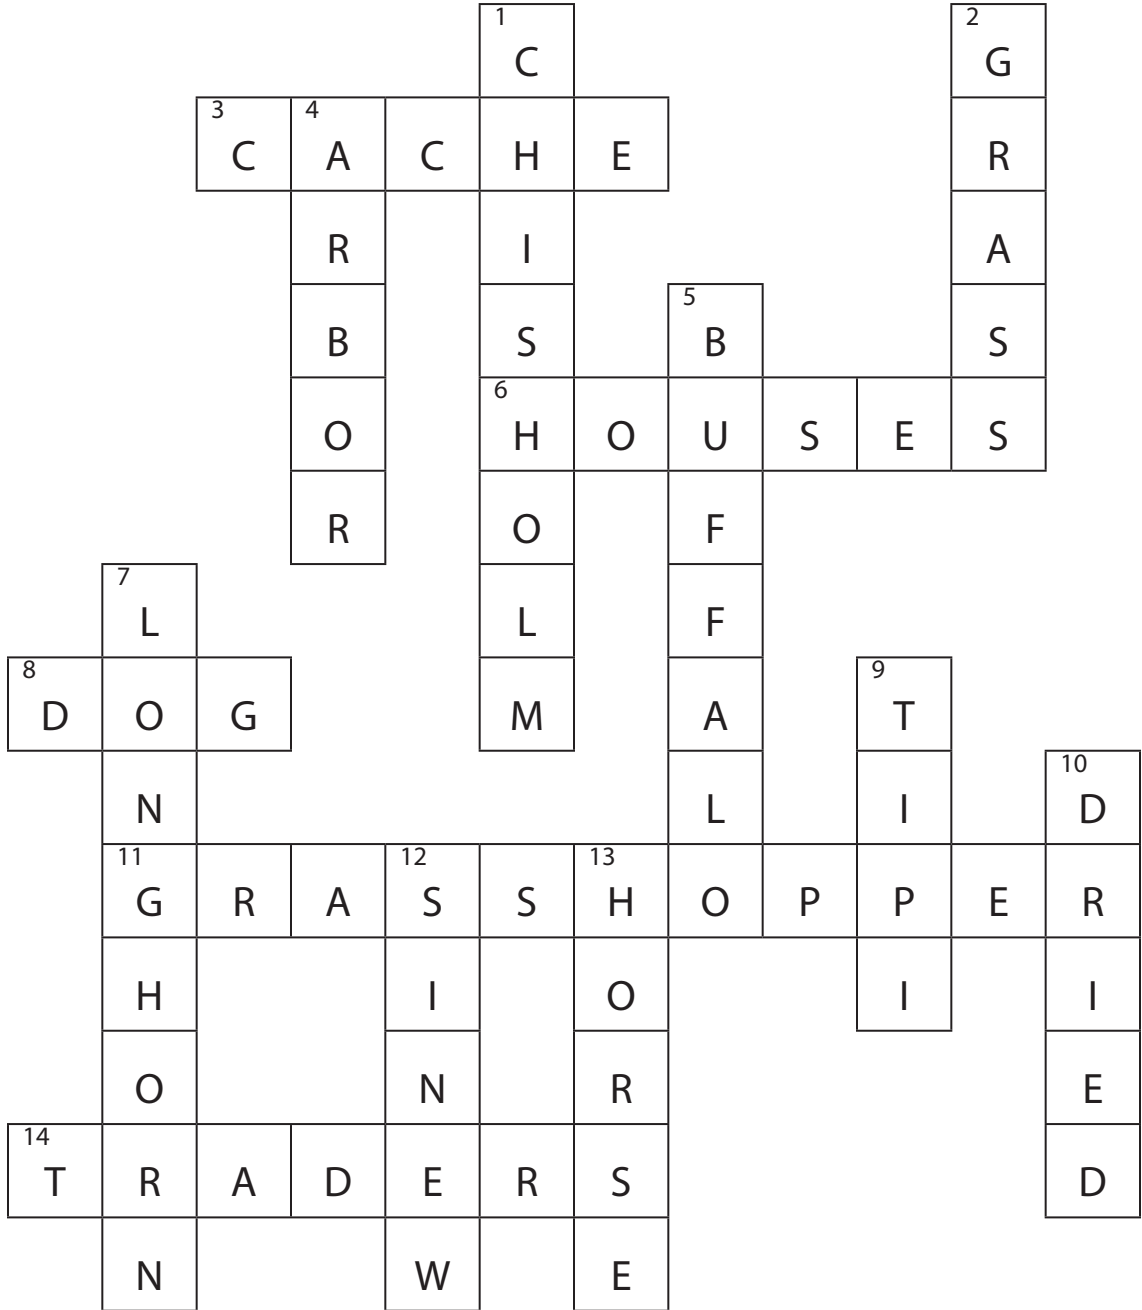 1 2
C G
3 4
C A C H E R
R I A
5
B S B S
6
O H O U S E S
R O F
7
L L F
8 9
D O G M A T
10
N L I D
11 12 13
G R A S S H O P P E R
H I O I I
O N R E
14
T R A D E R S D
N W E